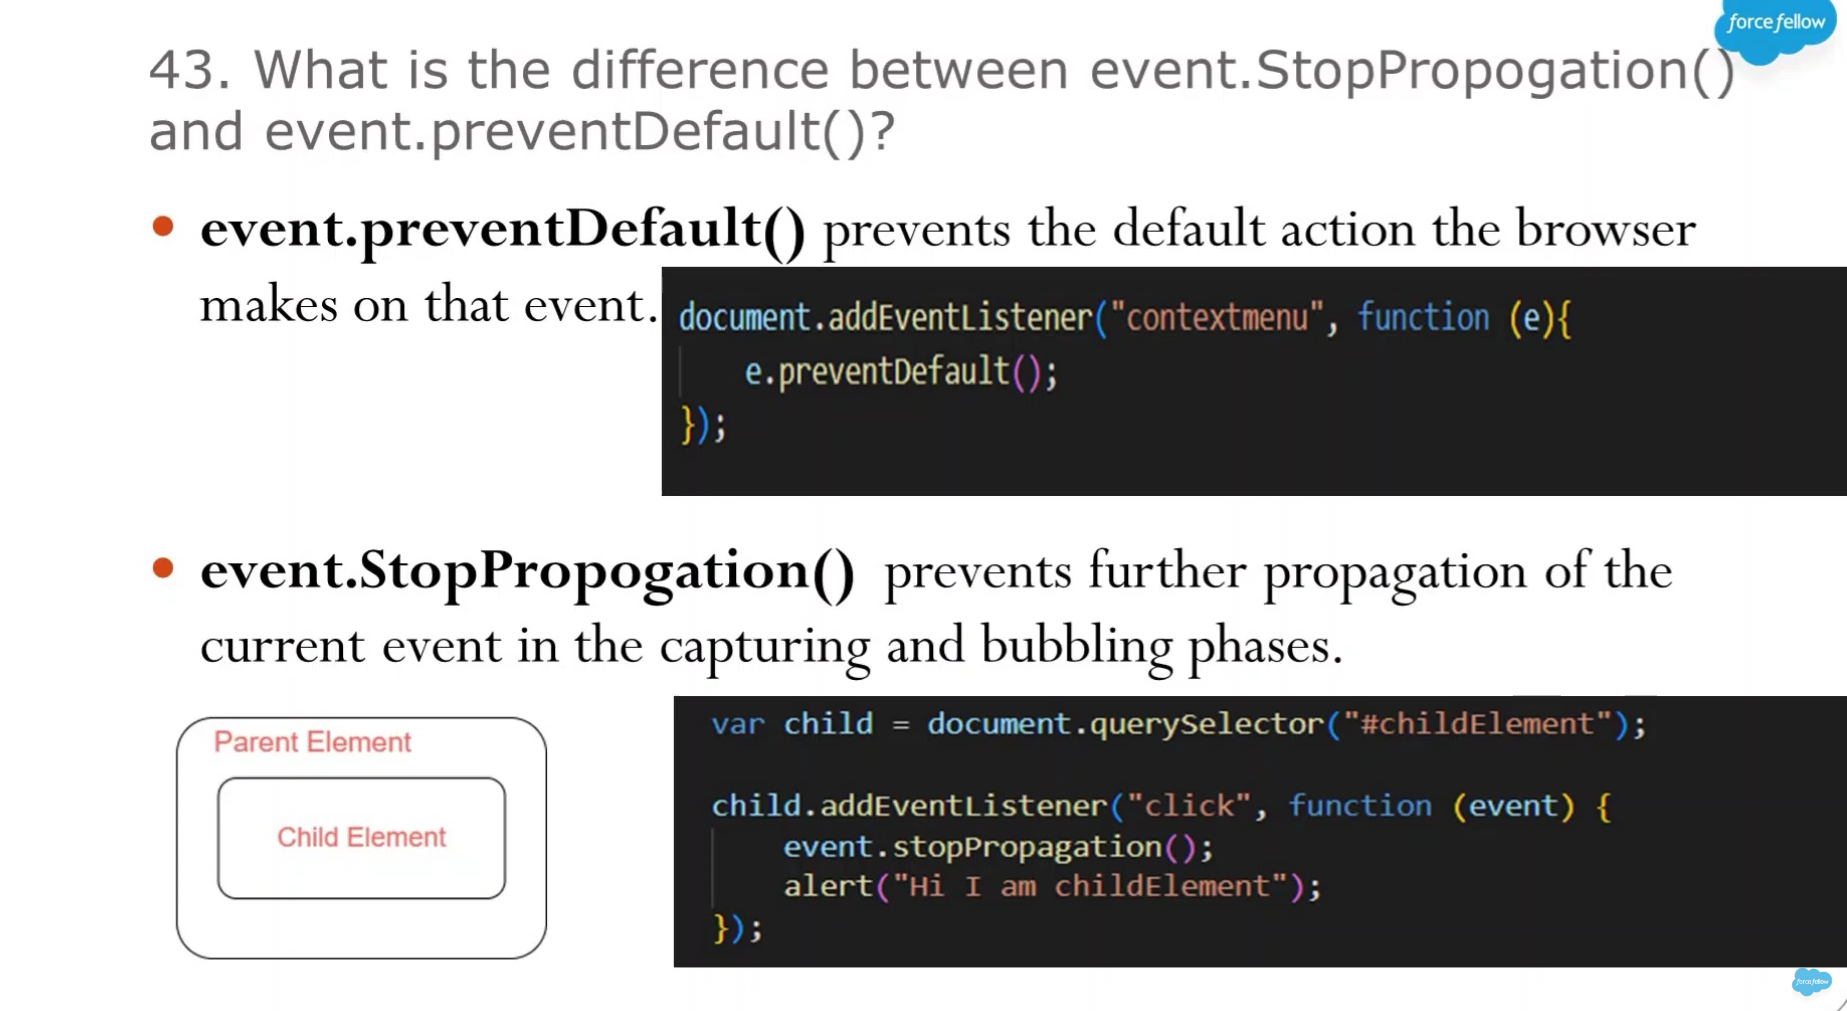 forcefellow
43. What is the difference between event.StopPropogation()
and event.preventDefault()?
• event.preventDefault() prevents the default action the browser
makes on that event.
document.addEventListener("contextmenu", function (e){
e.preventDefault();
});
• event.StopPropogation() prevents further propagation of the
current event in the capturing and bubbling phases.
Parent Element
Child Element
var child = document.querySelector("#childElement");
child.addEventListener("click", function (event) {
event.stopPropagation();
alert("Hi I am childElement");
});
forcefellow